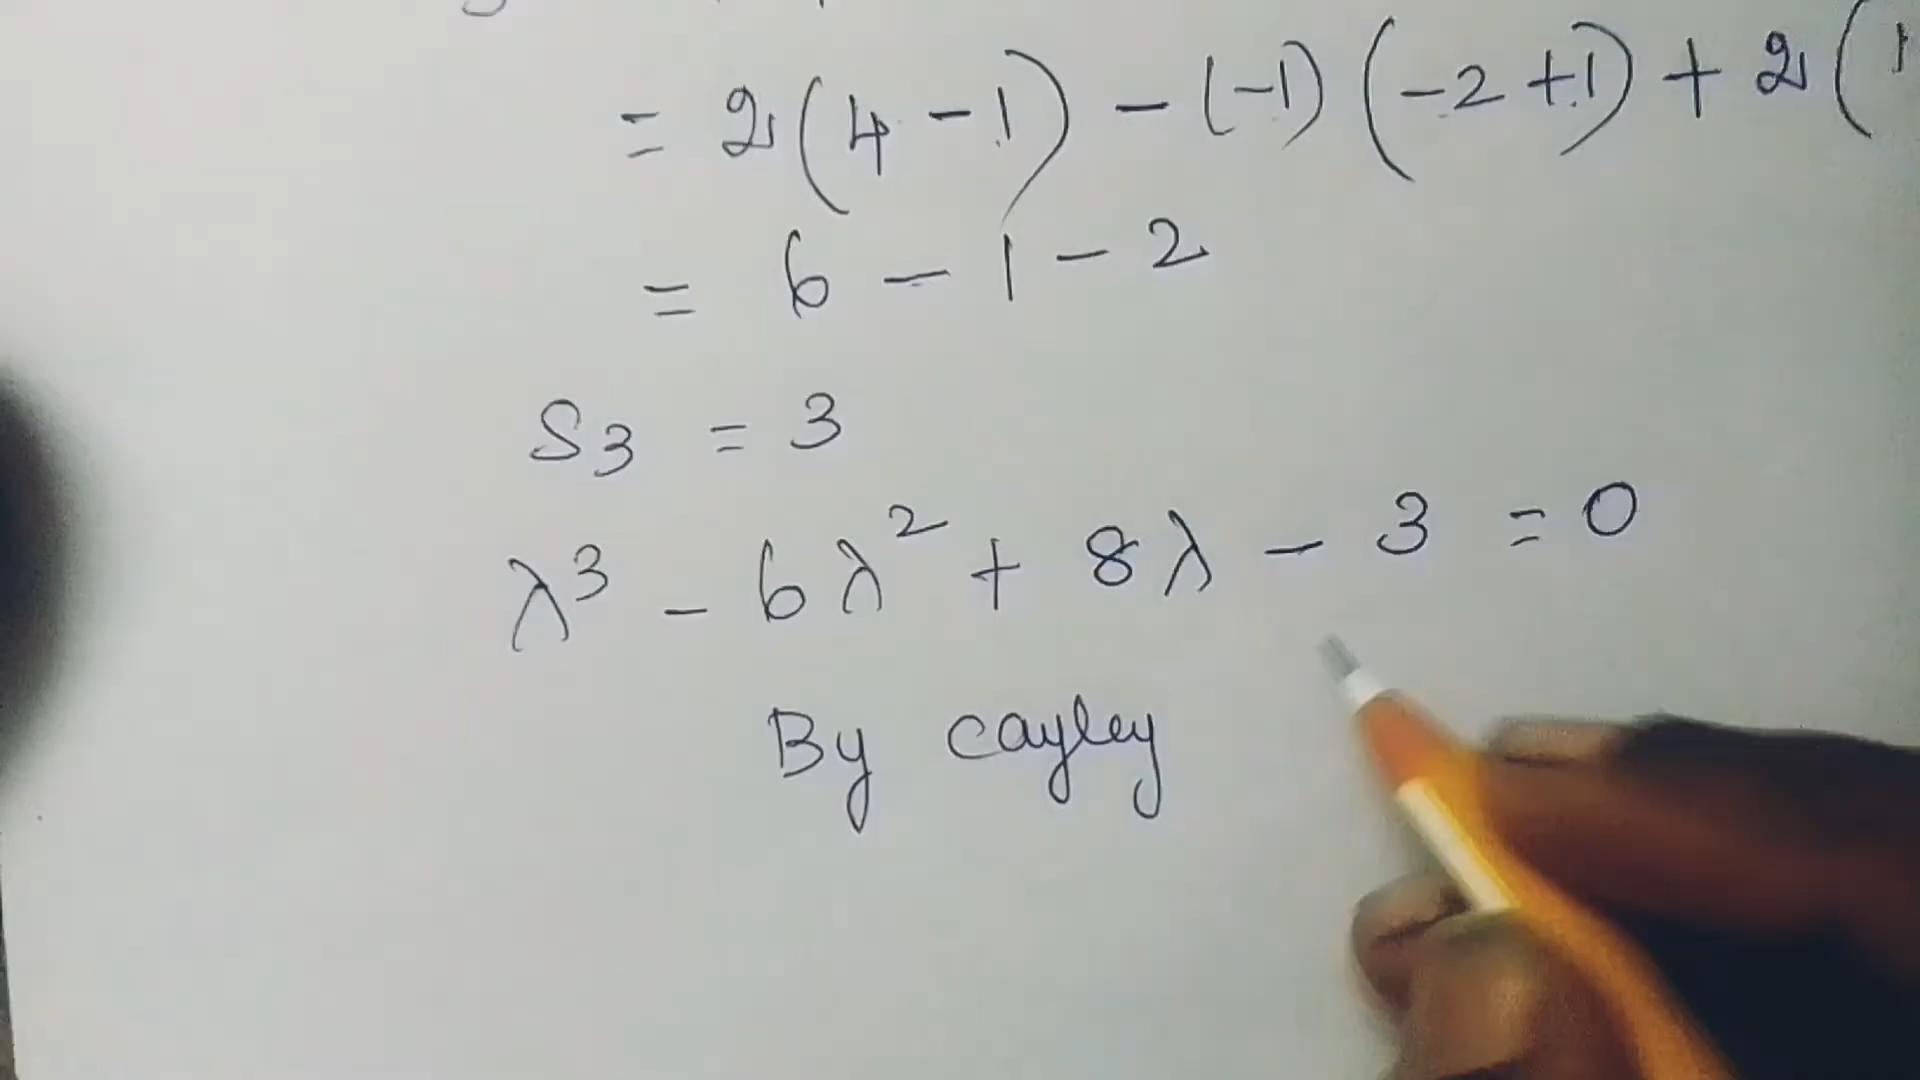 = 2(4-1) - (-1)(-2+1) + 2(1
= 6 - 1 - 2
S3 = 3
λ³ - 6λ² + 8λ - 3 = 0
By cayley